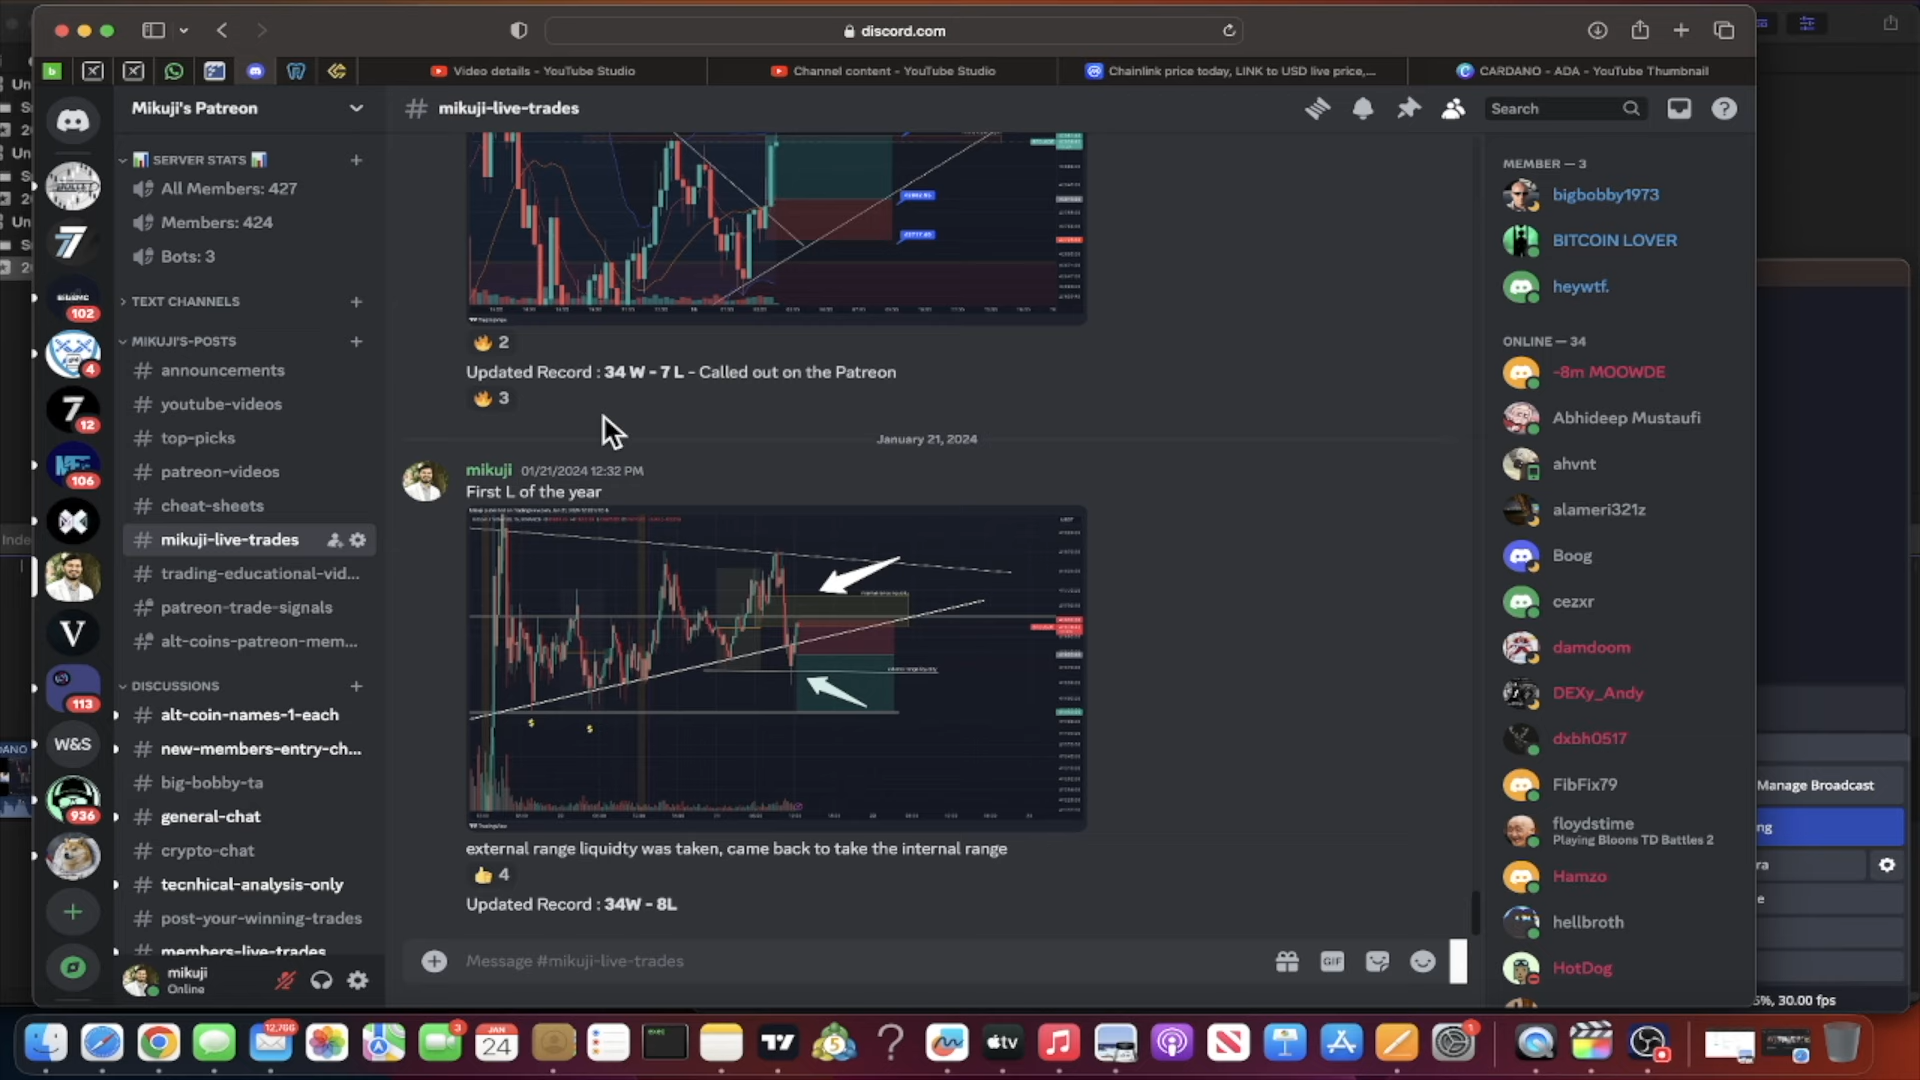 discord.com
Video details - YouTube Studio
Channel content - YouTube Studio
Chainlink price today, LINK to USD live price,...
CARDANO - ADA - YouTube Thumbnail
Mikuji's Patreon
mikuji-live-trades
Search
SERVER STATS
All Members: 427
Members: 424
Bots: 3
TEXT CHANNELS
MIKUJI'S-POSTS
announcements
youtube-videos
top-picks
patreon-videos
cheat-sheets
mikuji-live-trades
trading-educational-vid...
patreon-trade-signals
alt-coins-patreon-mem...
DISCUSSIONS
alt-coin-names-1-each
new-members-entry-ch...
big-bobby-ta
general-chat
crypto-chat
tecnhical-analysis-only
post-your-winning-trades
members-live-trades
mikuji
Online
102
4
12
106
113
W&S
936
2
Updated Record : 34 W - 7 L - Called out on the Patreon
3
January 21, 2024
mikuji 01/21/2024 12:32 PM
First L of the year
external range liquidty was taken, came back to take the internal range
4
Updated Record : 34W - 8L
Message #mikuji-live-trades
GIF
MEMBER — 3
bigbobby1973
BITCOIN LOVER
heywtf.
ONLINE — 34
-8m MOOWDE
Abhideep Mustaufi
ahvnt
alameri321z
Boog
cezxr
damdoom
DEXy_Andy
dxbh0517
FibFix79
floydstime
Playing Bloons TD Battles 2
Hamzo
hellbroth
HotDog
Manage Broadcast
30.00 fps
12,766
3
JAN
24
tv
1